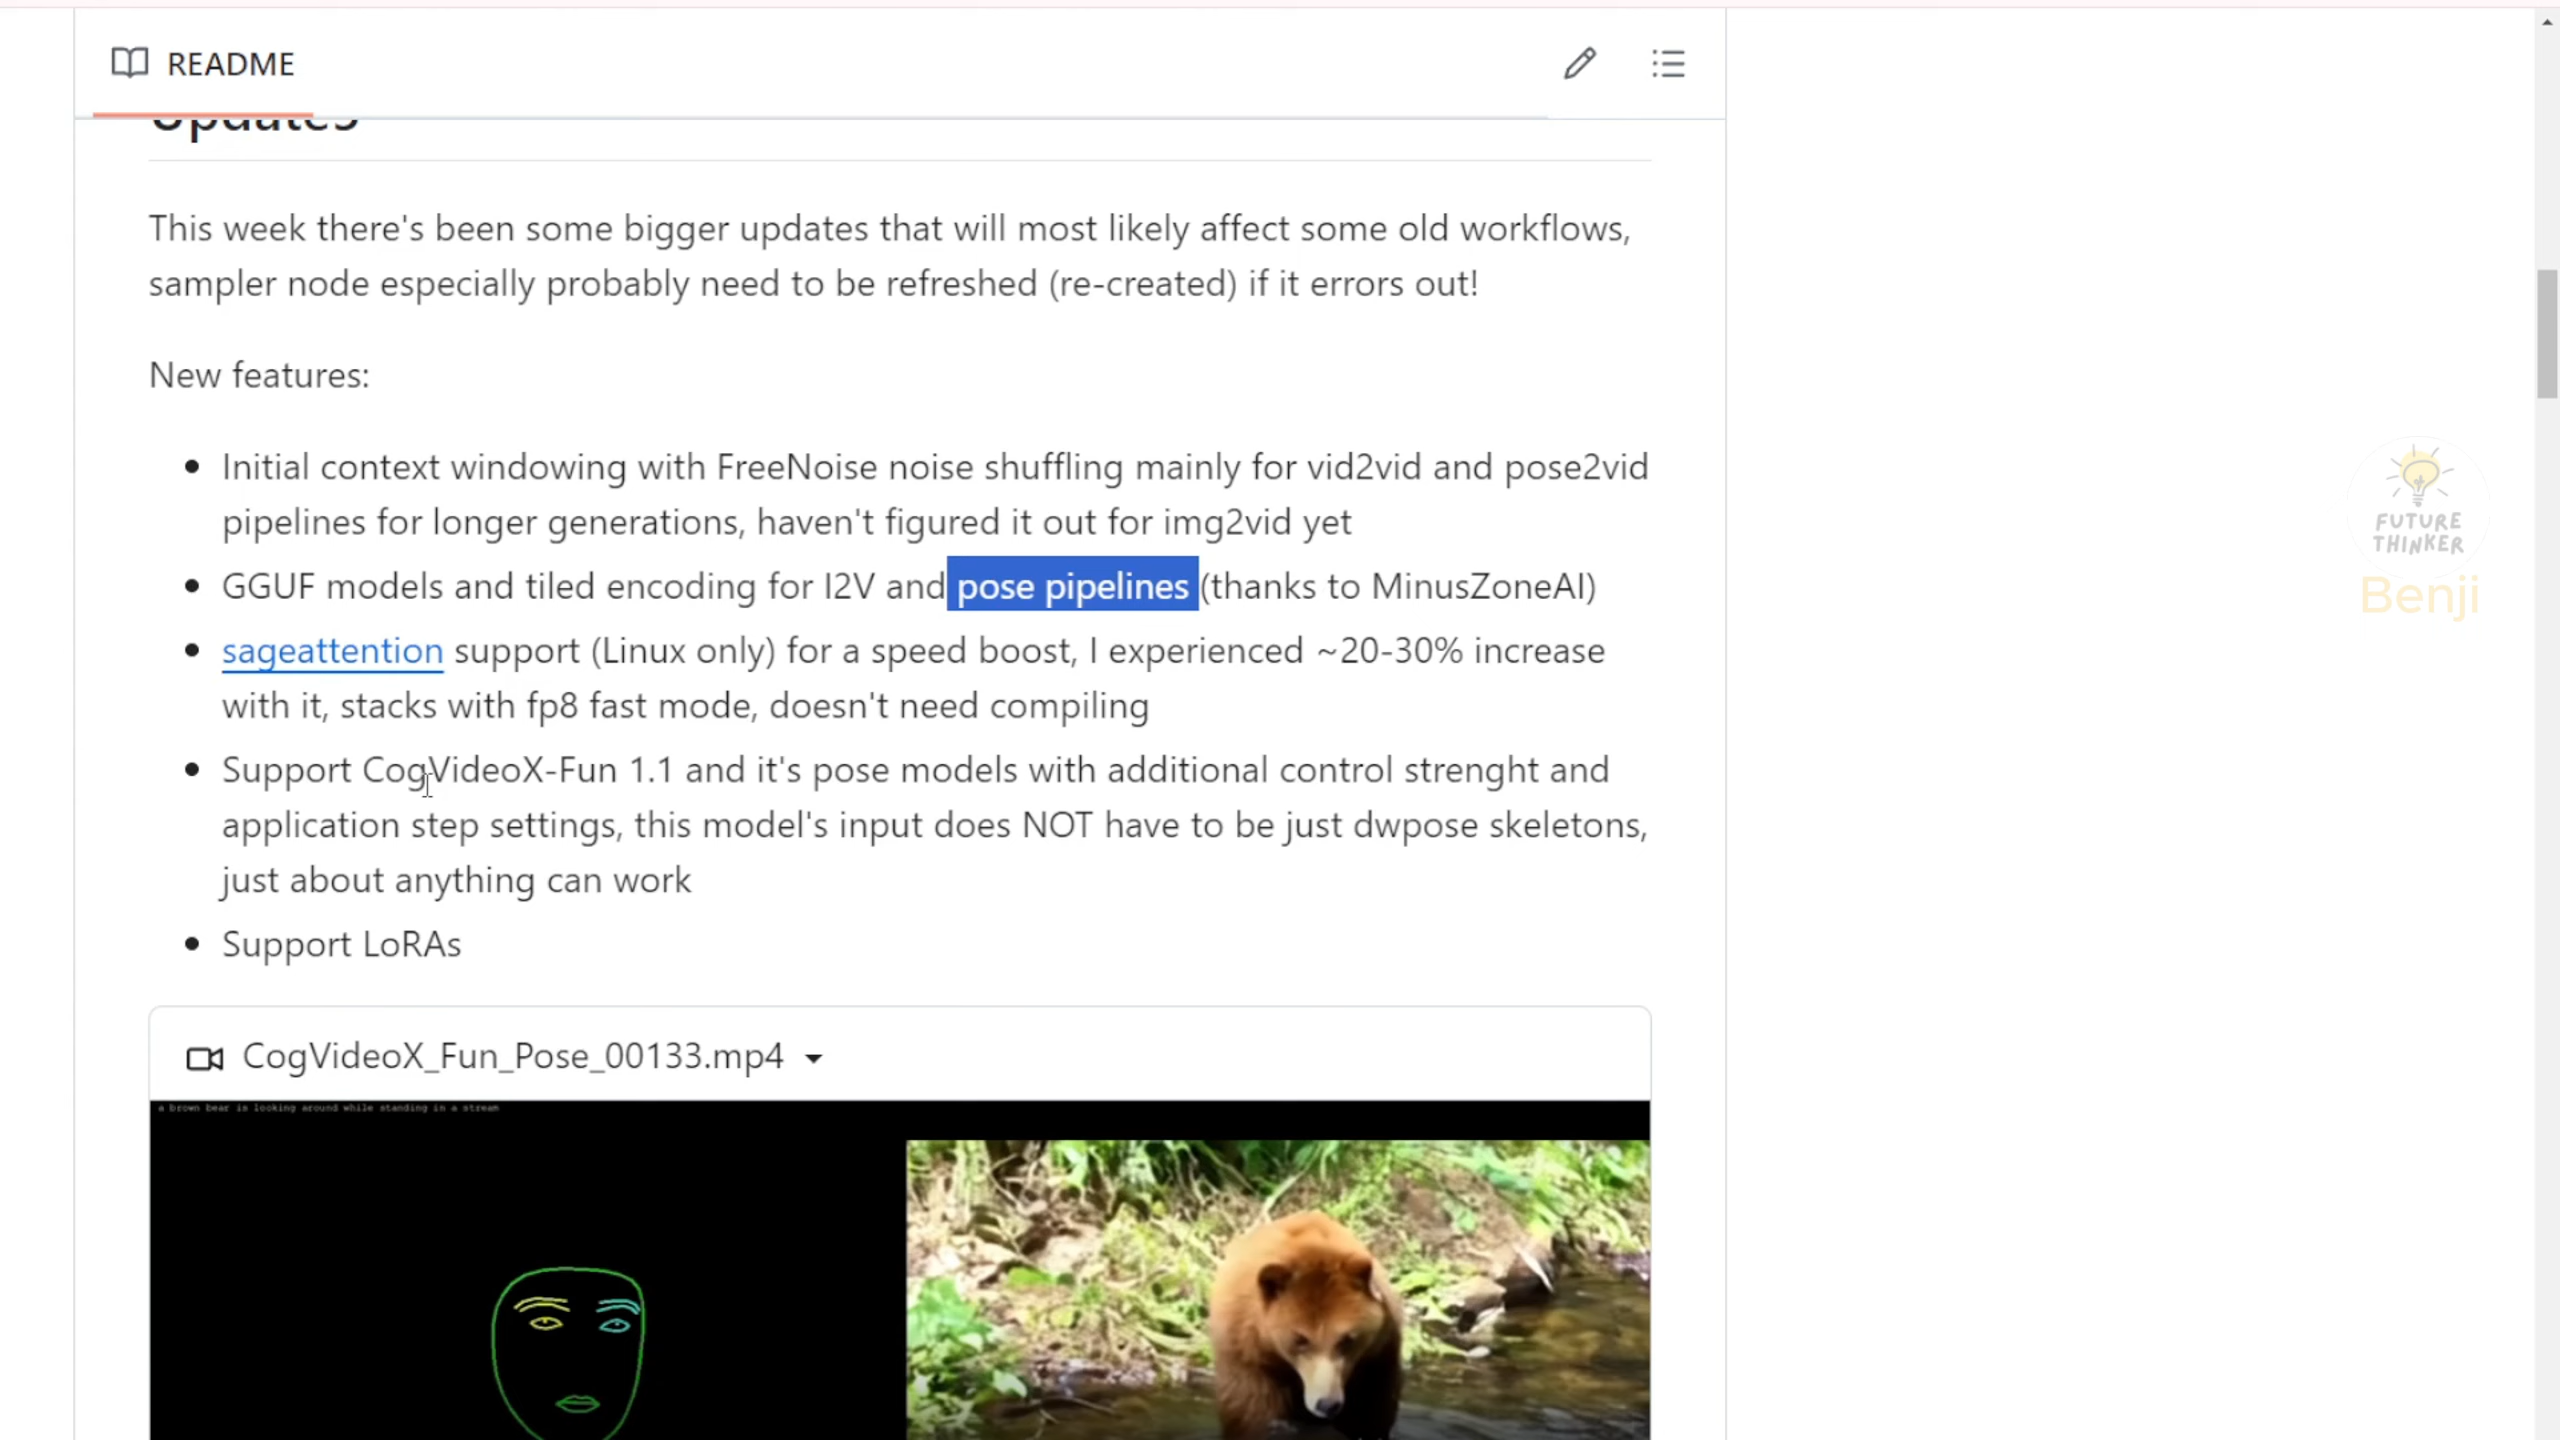 README
Updates
This week there's been some bigger updates that will most likely affect some old workflows,
sampler node especially probably need to be refreshed (re-created) if it errors out!
New features:
Initial context windowing with FreeNoise noise shuffling mainly for vid2vid and pose2vid
pipelines for longer generations, haven't figured it out for img2vid yet
GGUF models and tiled encoding for I2V and pose pipelines (thanks to MinusZoneAI)
sageattention support (Linux only) for a speed boost, I experienced ~20-30% increase
with it, stacks with fp8 fast mode, doesn't need compiling
Support CogVideoX-Fun 1.1 and it's pose models with additional control strenght and
application step settings, this model's input does NOT have to be just dwpose skeletons,
just about anything can work
Support LoRAs
CogVideoX_Fun_Pose_00133.mp4
a brown bear is looking around while standing in a stream
FUTURE
THINKER
Benji